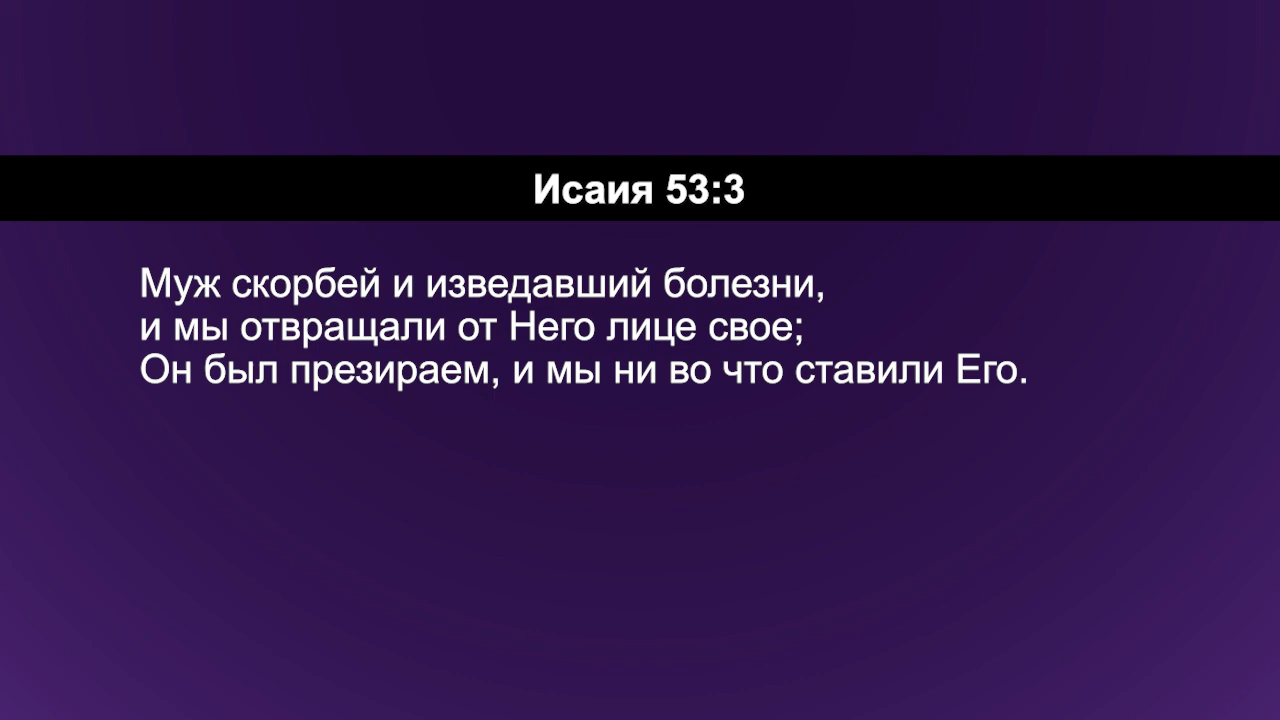 Исаия 53:3
Муж скорбей и изведавший болезни,
и мы отвращали от Него лице свое;
Он был презираем, и мы ни во что ставили Его.